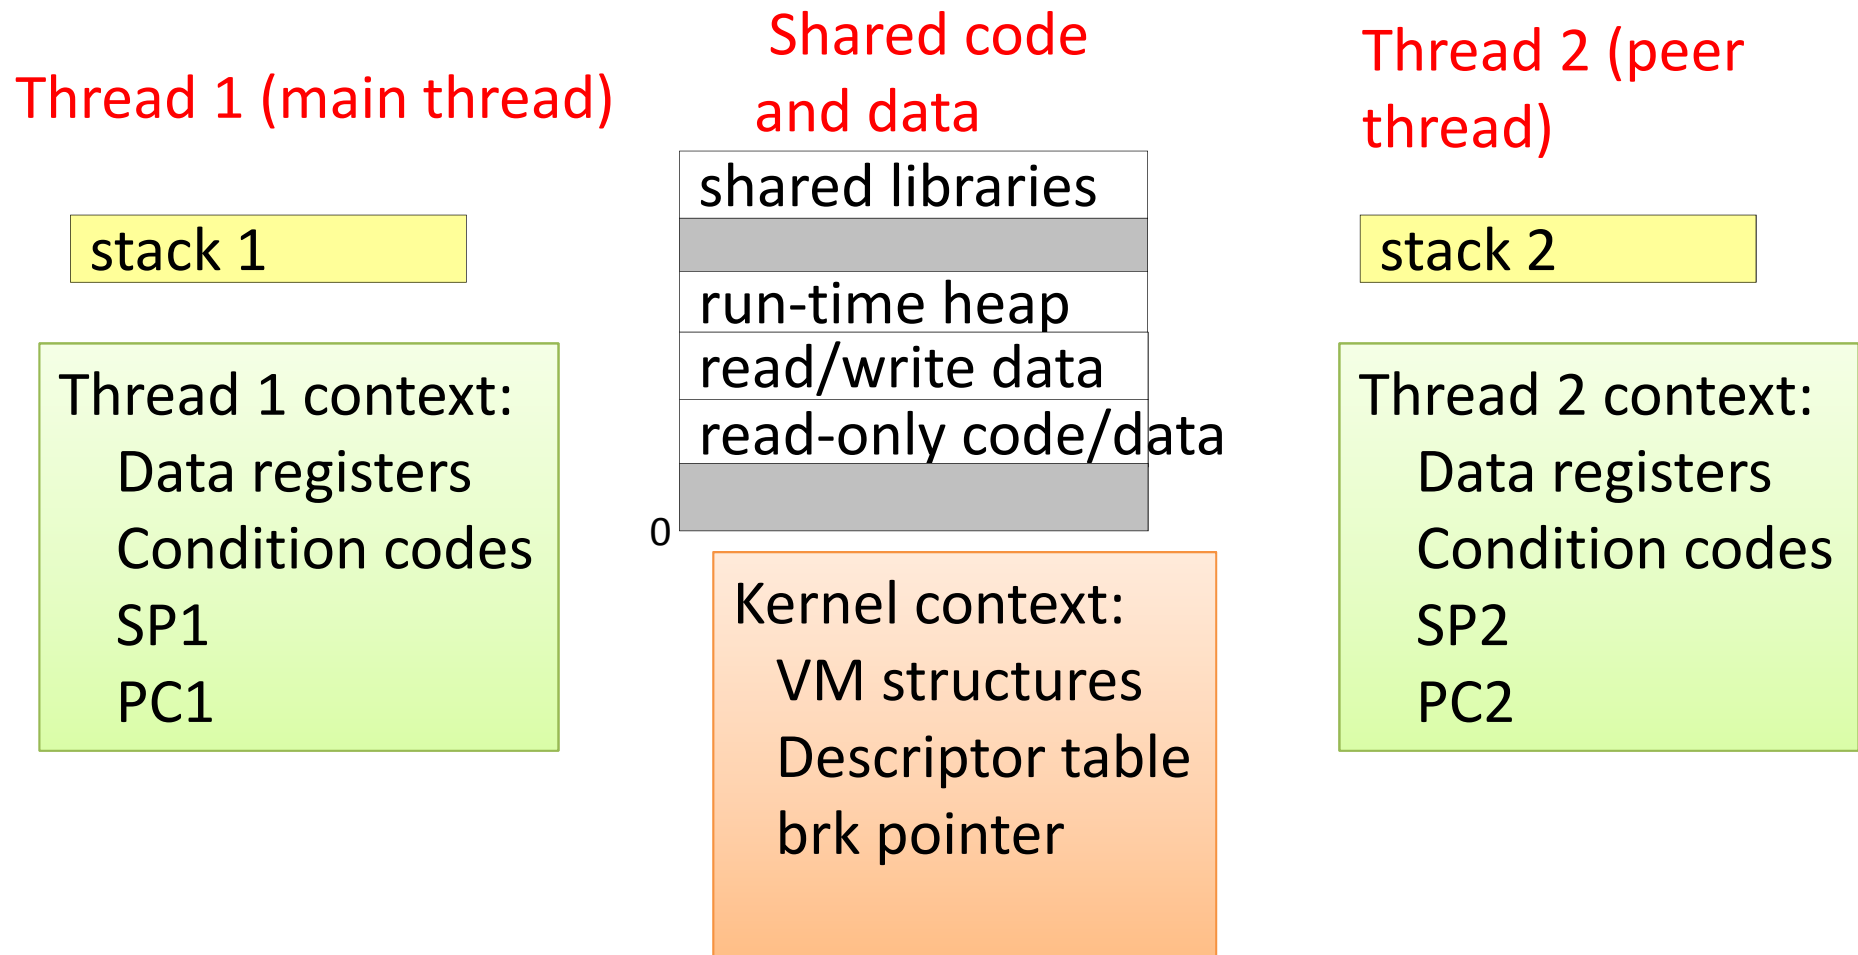 Thread 1 (main thread)
stack 1
Thread 1 context:
Data registers
Condition codes
SP1
PC1
Shared code
and data
shared libraries
run-time heap
read/write data
read-only code/data
0
Kernel context:
VM structures
Descriptor table
brk pointer
Thread 2 (peer
thread)
stack 2
Thread 2 context:
Data registers
Condition codes
SP2
PC2